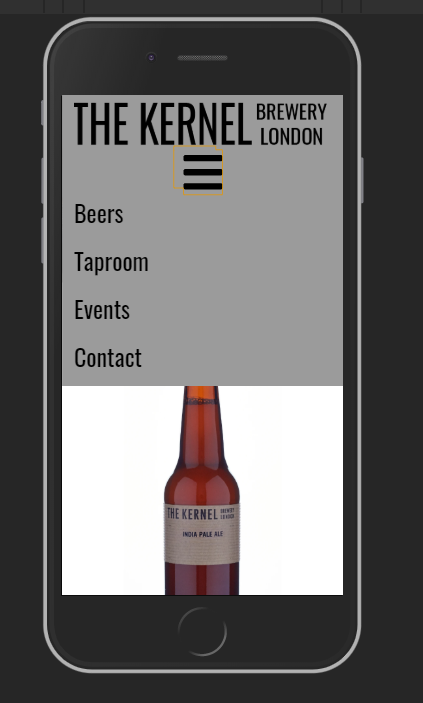 THE KERNEL BREWERY
LONDON
Beers
Taproom
Events
Contact
THE KERNEL BREWERY
LONDON
INDIA PALE ALE